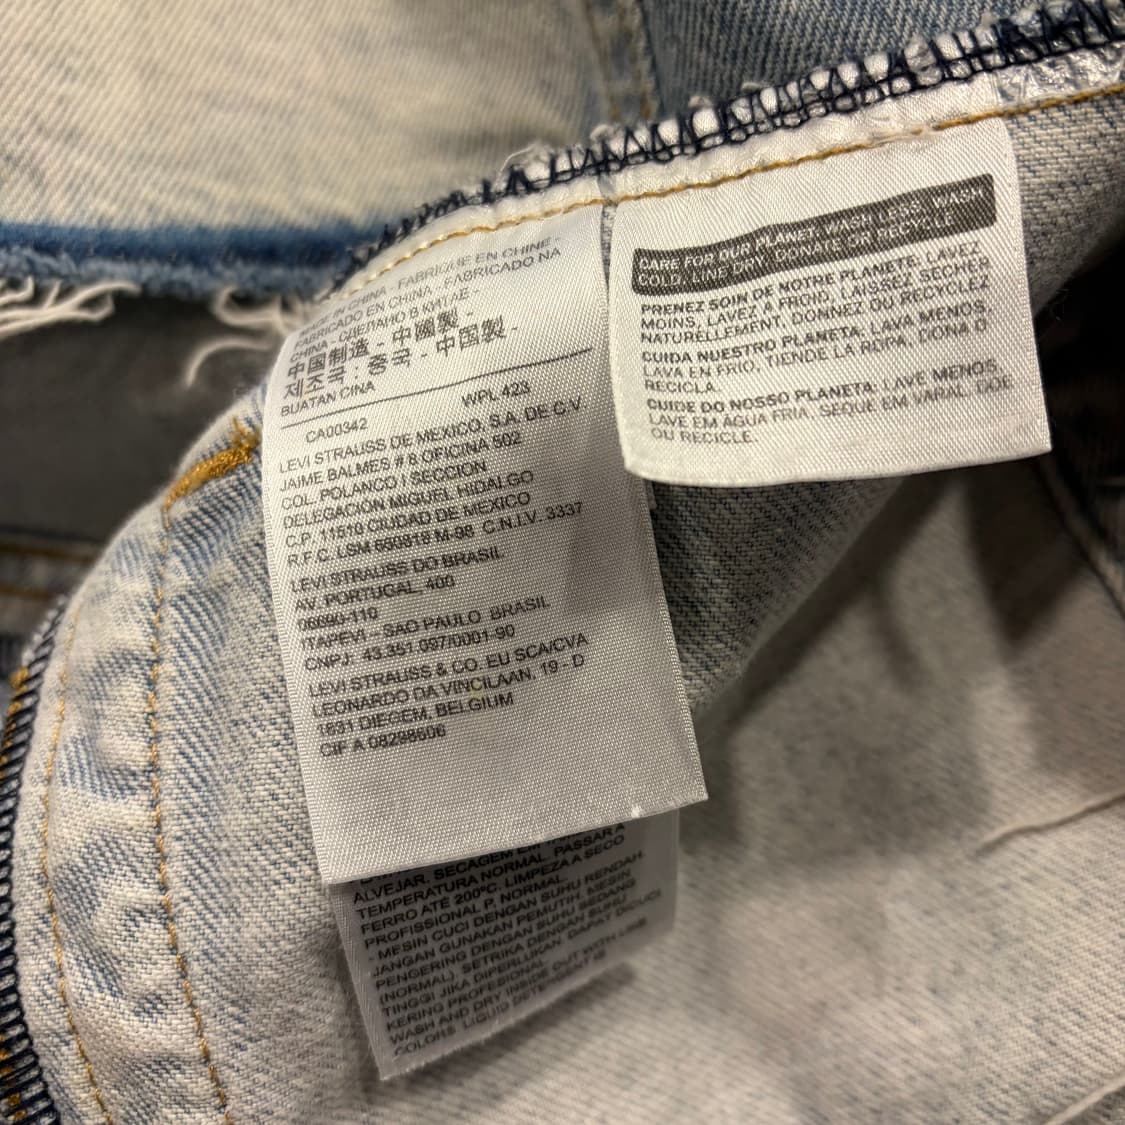 MADE IN CHINA - FABRIQUÉ EN CHINE -
FABRICADO EN CHINA - FABRICADO NA
CHINA - СДЕЛАНО В КИТАЕ -
中国制造 - 中國製 -
제조국 : 중국 - 中国製 -
BUATAN CINA
CA00342 WPL 423
LEVI STRAUSS DE MEXICO, S.A. DE C.V
JAIME BALMES # 8 OFICINA 502
COL. POLANCO I SECCION
DELEGACION MIGUEL HIDALGO
C.P. 11510 CIUDAD DE MEXICO
R.F.C. LSM C.N.I.V. 3337
LEVI STRAUSS DO BRASIL
AV. PORTUGAL, 400
06690-110
ITAPEVI - SAO PAULO BRASIL
CNPJ: 43.351.097/0001-90
LEVI STRAUSS & CO. EU SCA/CVA
LEONARDO DA VINCILAAN, 19 - D
1831 DIEGEM, BELGIUM
CIF A 08298606
CARE FOR OUR PLANET: WASH LESS, WASH
COLD, LINE DRY, DONATE OR RECYCLE.
PRENEZ SOIN DE NOTRE PLANÈTE: LAVEZ
MOINS, LAVEZ À FROID, LAISSEZ SÉCHER
NATURELLEMENT, DONNEZ OU RECYCLEZ
CUIDA NUESTRO PLANETA: LAVA MENOS,
LAVA EN FRÍO, TIENDE LA ROPA, DONA O
RECICLA.
CUIDE DO NOSSO PLANETA: LAVE MENOS,
LAVE EM ÁGUA FRIA, SEQUE EM VARAL, DOE
OU RECICLE.
ALVEJAR. SECAGEM EM
TEMPERATURA NORMAL. PASSAR A
FERRO ATÉ 200°C. LIMPEZA A SECO
PROFISSIONAL P, NORMAL.
- MESIN CUCI DENGAN SUHU RENDAH.
JANGAN GUNAKAN PEMUTIH. MESIN
PENGERING DENGAN SUHU SEDANG
(NORMAL). SETRIKA DENGAN SUHU
TINGGI JIKA DIPERLUKAN. DAPAT DICUCI
KERING PROFESIONAL
WASH AND DRY INSIDE OUT WITH LIKE
COLORS. LIQUID DETERGENT IS